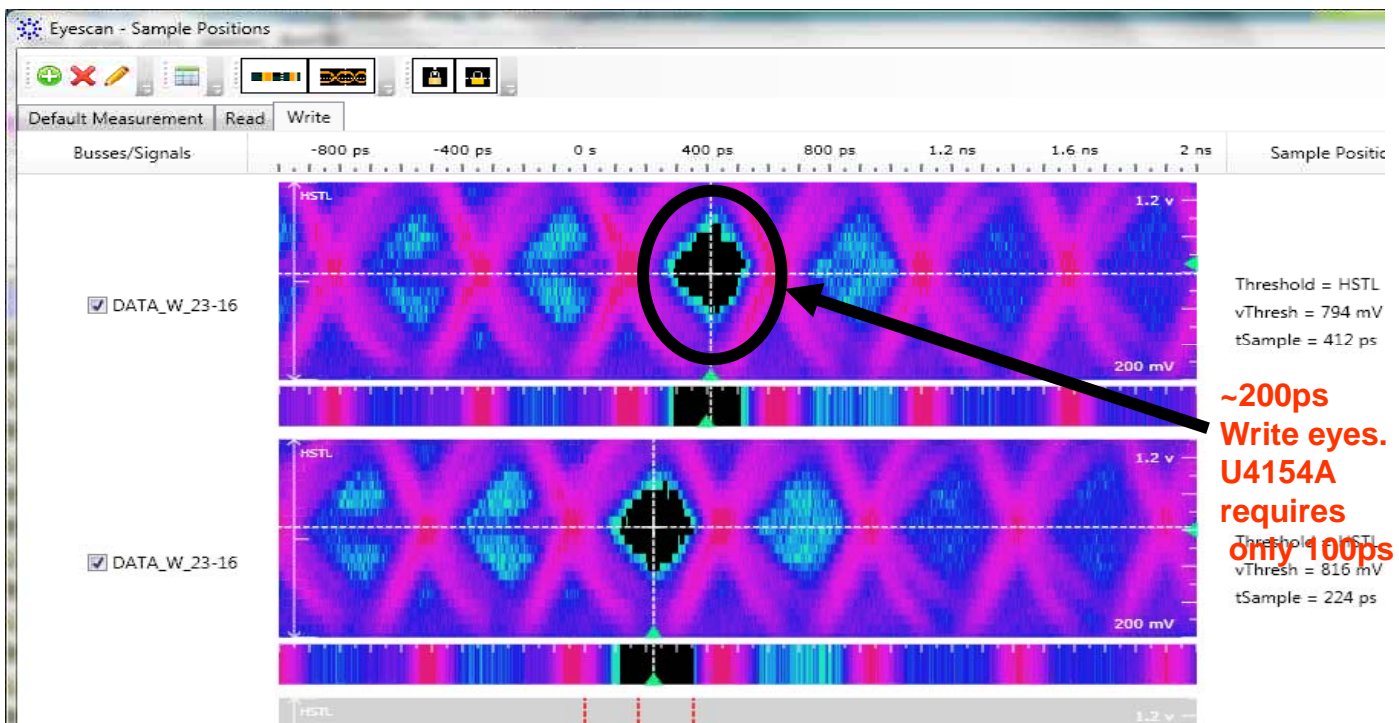 Eyescan - Sample Positions
Default Measurement Read Write
Busses/Signals -800 ps -400 ps 0 s 400 ps 800 ps 1.2 ns 1.6 ns 2 ns Sample Positic
HSTL 1.2 v
DATA_W_23-16
200 mV
Threshold = HSTL
vThresh = 794 mV
tSample = 412 ps
~200ps
Write eyes.
U4154A
requires
only 100ps
HSTL 1.2 v
DATA_W_23-16
200 mV
Threshold = HSTL
vThresh = 816 mV
tSample = 224 ps
HSTL 1.2 v